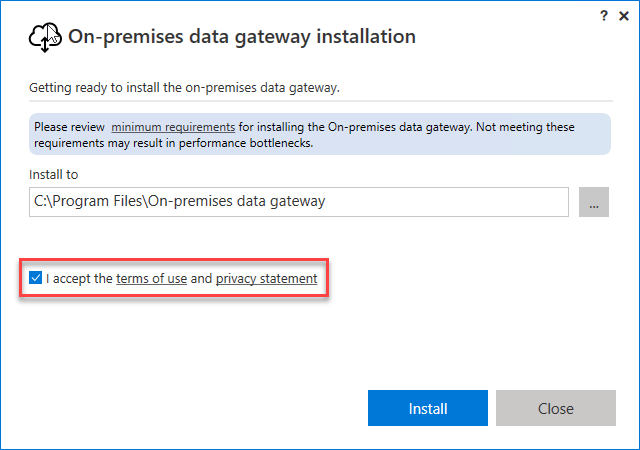 ? ×
On-premises data gateway installation
Getting ready to install the on-premises data gateway.
Please review minimum requirements for installing the On-premises data gateway. Not meeting these
requirements may result in performance bottlenecks.
Install to
C:\Program Files\On-premises data gateway
...
I accept the terms of use and privacy statement
Install Close